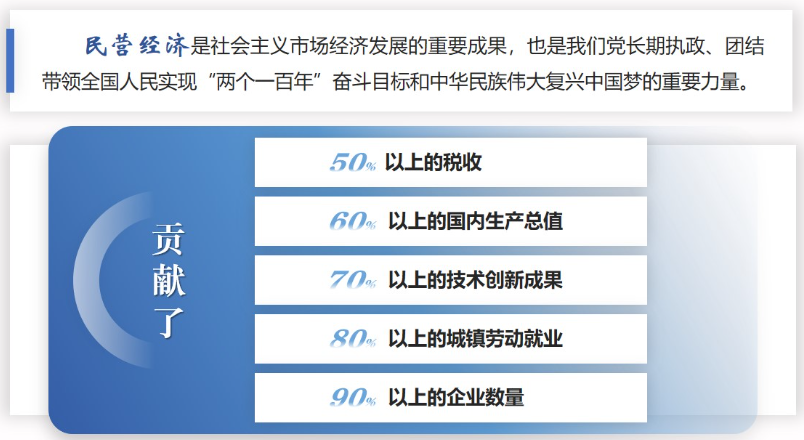 民营经济是社会主义市场经济发展的重要成果，也是我们党长期执政、团结
带领全国人民实现“两个一百年”奋斗目标和中华民族伟大复兴中国梦的重要力量。
贡献了
50%以上的税收
60%以上的国内生产总值
70%以上的技术创新成果
80%以上的城镇劳动就业
90%以上的企业数量